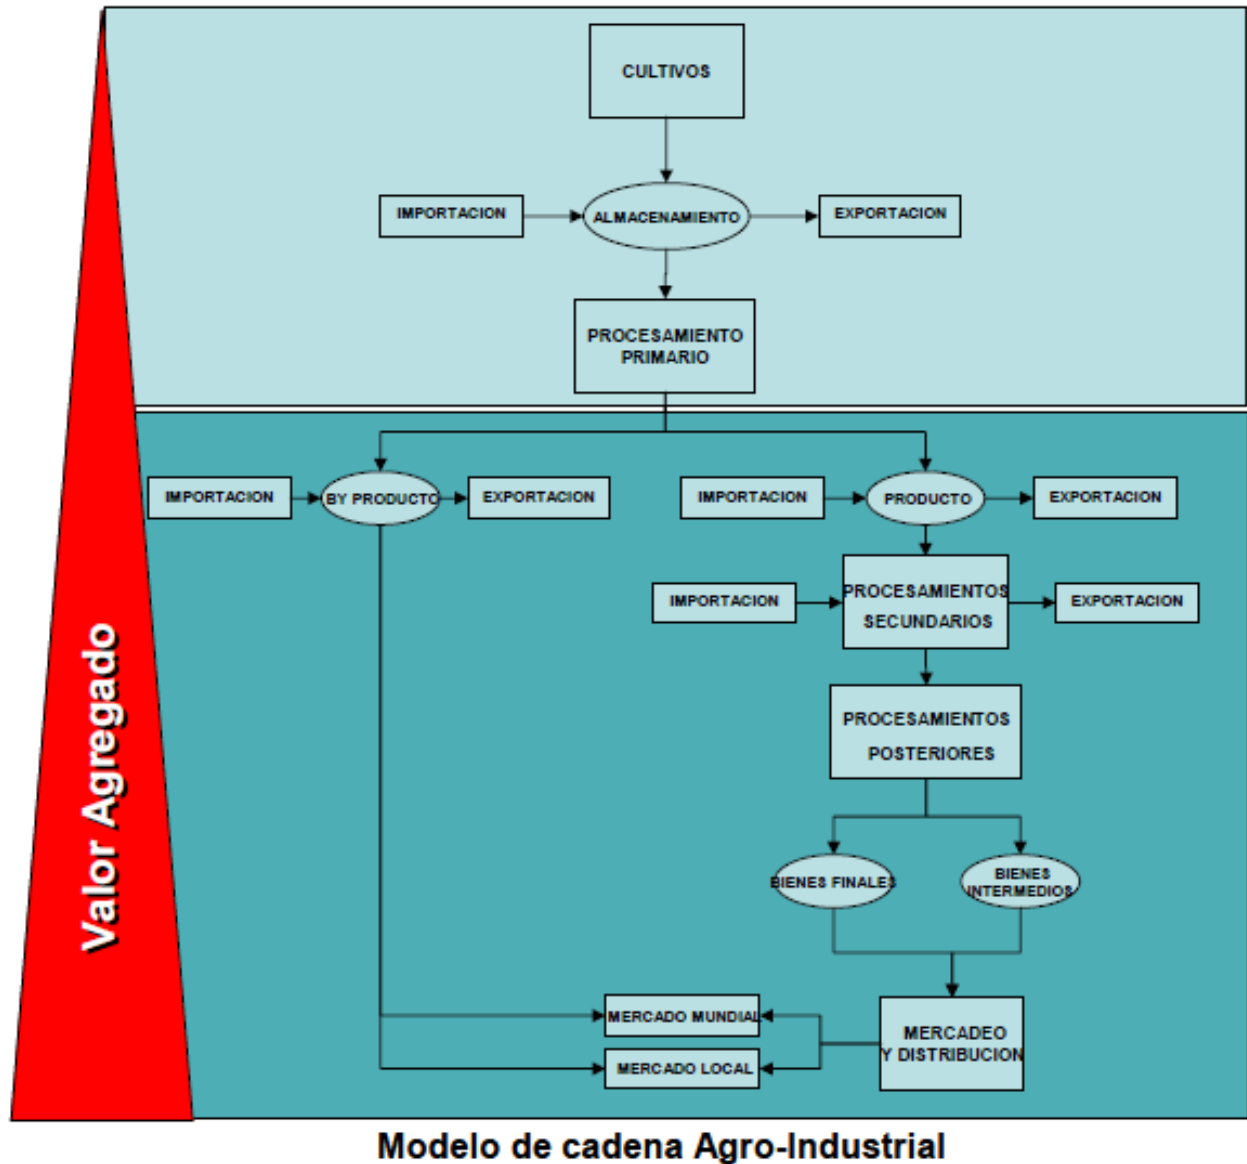 CULTIVOS
IMPORTACION
ALMACENAMIENTO
EXPORTACION
PROCESAMIENTO
PRIMARIO
IMPORTACION
BY PRODUCTO
EXPORTACION
IMPORTACION
PRODUCTO
EXPORTACION
IMPORTACION
PROCESAMIENTOS
SECUNDARIOS
EXPORTACION
PROCESAMIENTOS
POSTERIORES
BIENES FINALES
BIENES
INTERMEDIOS
MERCADO MUNDIAL
MERCADO LOCAL
MERCADEO
Y DISTRIBUCION
Valor Agregado
Modelo de cadena Agro-Industrial